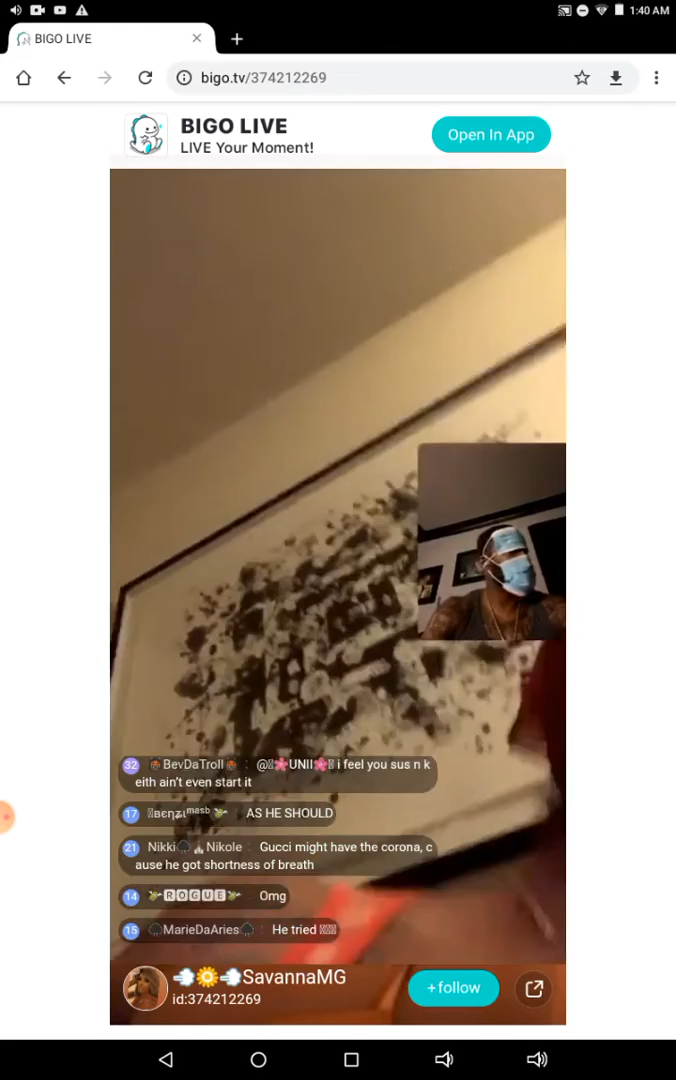 1:40 AM
BIGO LIVE
bigo.tv/374212269
BIGO LIVE
LIVE Your Moment!
Open In App
32 BevDaTroll : @🌸UNII🌸 i feel you sus n k
eith ain't even start it
17 AS HE SHOULD
21 Nikki Nikole : Gucci might have the corona, c
ause he got shortness of breath
14 🅁🄾🄶🅄🄴 : Omg
15 MarieDaAries : He tried
💨🌼💨SavannaMG
id:374212269
+follow